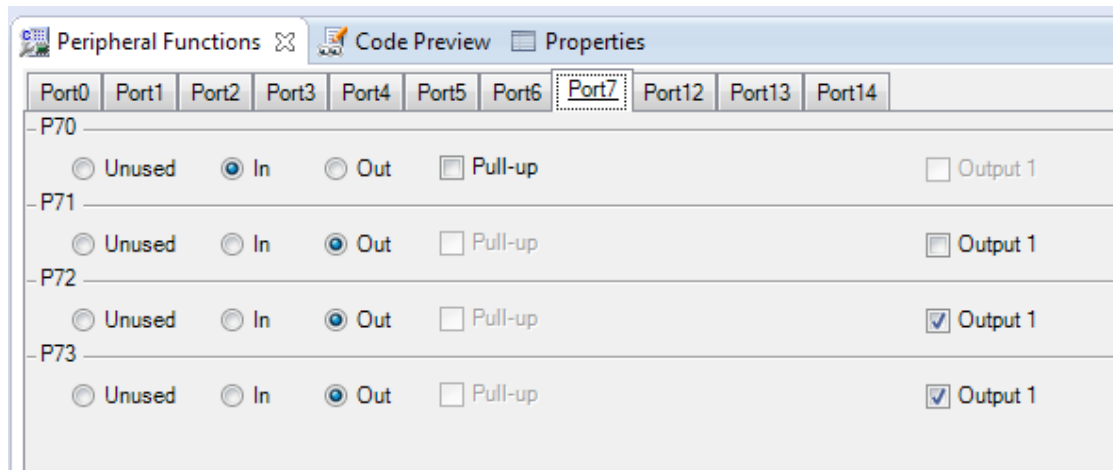 Peripheral Functions Code Preview Properties
Port0 Port1 Port2 Port3 Port4 Port5 Port6 Port7 Port12 Port13 Port14
P70
Unused In Out Pull-up Output 1
P71
Unused In Out Pull-up Output 1
P72
Unused In Out Pull-up Output 1
P73
Unused In Out Pull-up Output 1